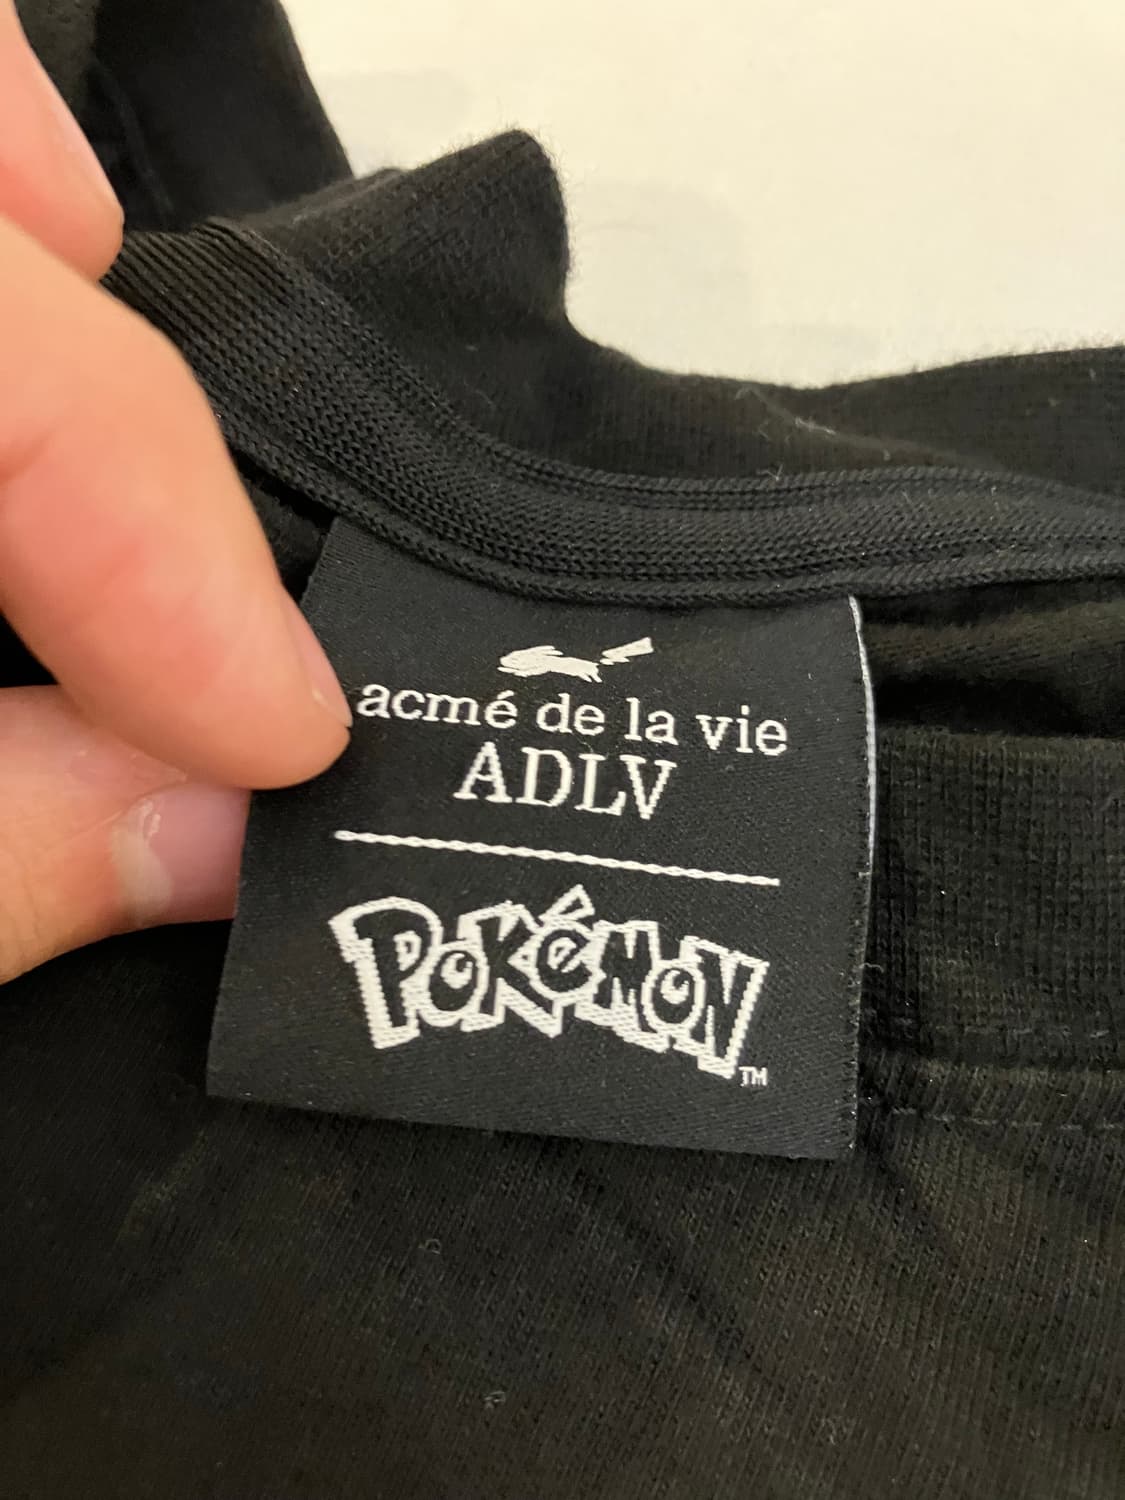 acmé de la vie
ADLV
POKéMON
TM